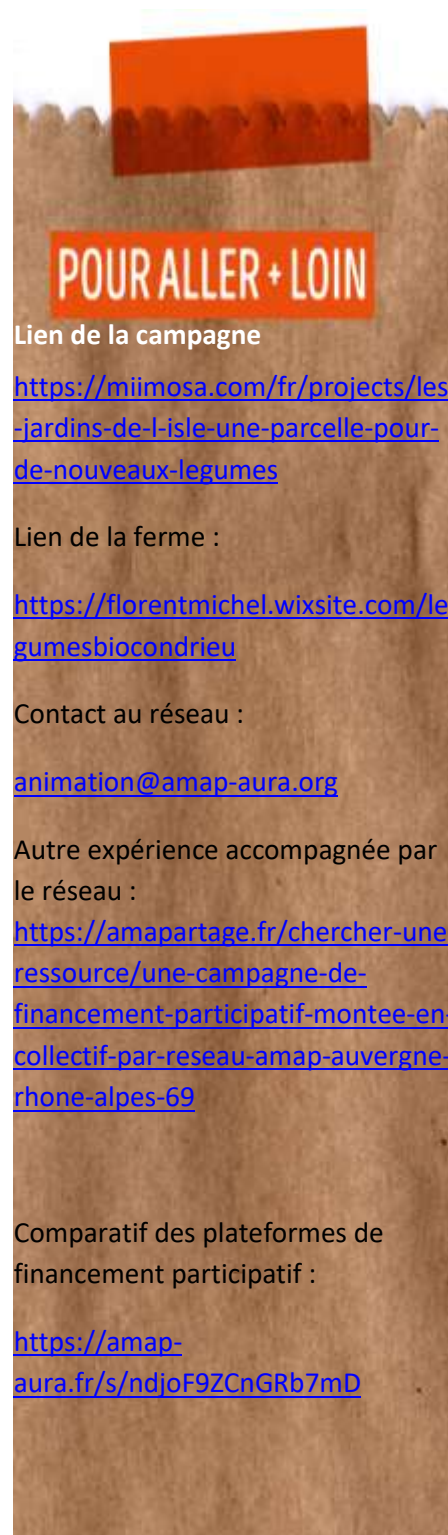 POUR ALLER + LOIN
Lien de la campagne
https://miimosa.com/fr/projects/les
-jardins-de-l-isle-une-parcelle-pour-
de-nouveaux-legumes
Lien de la ferme :
https://florentmichel.wixsite.com/le
gumesbiocondrieu
Contact au réseau :
animation@amap-aura.org
Autre expérience accompagnée par
le réseau :
https://amapartage.fr/chercher-une-
ressource/une-campagne-de-
financement-participatif-montee-en-
collectif-par-reseau-amap-auvergne-
rhone-alpes-69
Comparatif des plateformes de
financement participatif :
https://amap-
aura.fr/s/ndjoF9ZCnGRb7mD